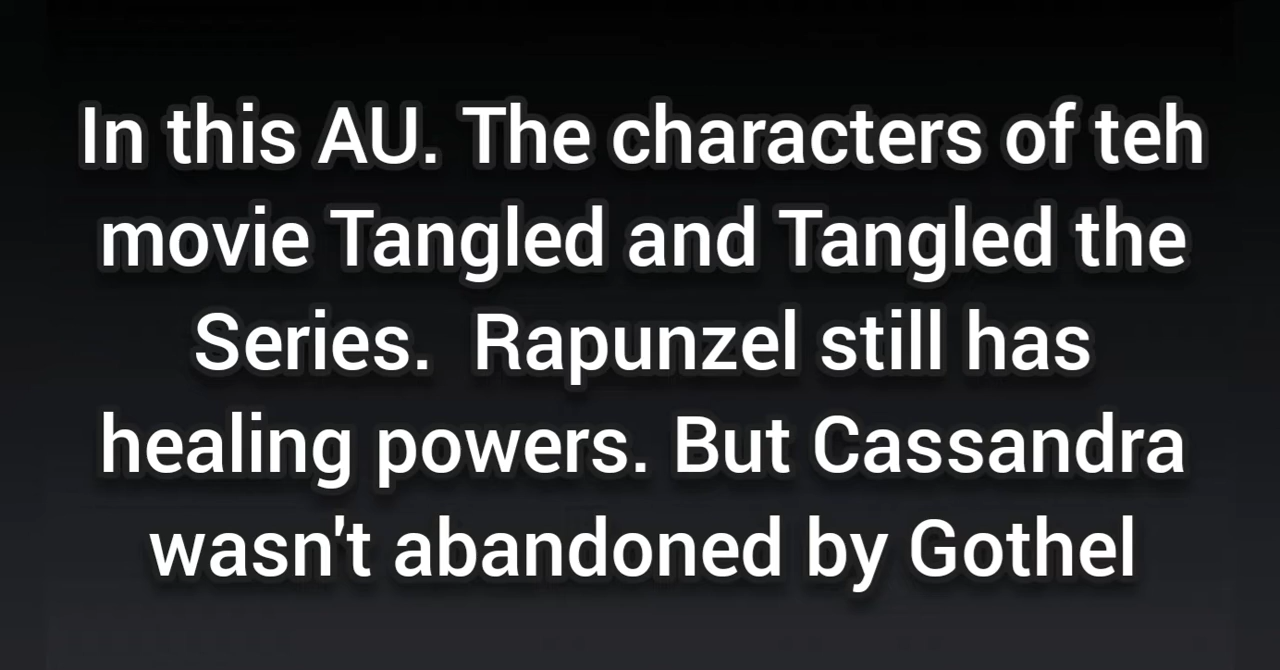 In this AU. The characters of teh
movie Tangled and Tangled the
Series.  Rapunzel still has
healing powers. But Cassandra
wasn't abandoned by Gothel